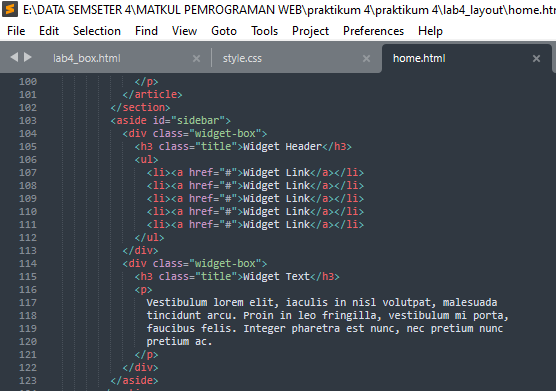 E:\DATA SEMSETER 4\MATKUL PEMROGRAMAN WEB\praktikum 4\praktikum 4\lab4_layout\home.htm
File Edit Selection Find View Goto Tools Project Preferences Help
lab4_box.html × style.css × home.html ×
100 </p>
101 </article>
102 </section>
103 <aside id="sidebar">
104 <div class="widget-box">
105 <h3 class="title">Widget Header</h3>
106 <ul>
107 <li><a href="#">Widget Link</a></li>
108 <li><a href="#">Widget Link</a></li>
109 <li><a href="#">Widget Link</a></li>
110 <li><a href="#">Widget Link</a></li>
111 <li><a href="#">Widget Link</a></li>
112 </ul>
113 </div>
114 <div class="widget-box">
115 <h3 class="title">Widget Text</h3>
116 <p>
117 Vestibulum lorem elit, iaculis in nisl volutpat, malesuada
118 tincidunt arcu. Proin in leo fringilla, vestibulum mi porta,
119 faucibus felis. Integer pharetra est nunc, nec pretium nunc
120 pretium ac.
121 </p>
122 </div>
123 </aside>